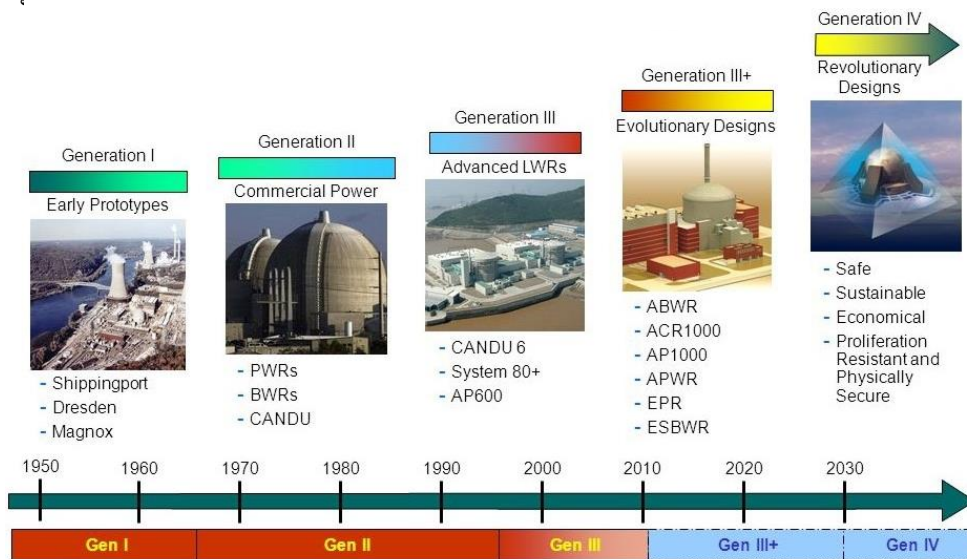 Generation I
Early Prototypes
- Shippingport
- Dresden
- Magnox
Generation II
Commercial Power
- PWRs
- BWRs
- CANDU
Generation III
Advanced LWRs
- CANDU 6
- System 80+
- AP600
Generation III+
Evolutionary Designs
- ABWR
- ACR1000
- AP1000
- APWR
- EPR
- ESBWR
Generation IV
Revolutionary
Designs
- Safe
- Sustainable
- Economical
- Proliferation
Resistant and
Physically
Secure
1950 1960 1970 1980 1990 2000 2010 2020 2030
Gen I Gen II Gen III Gen III+ Gen IV